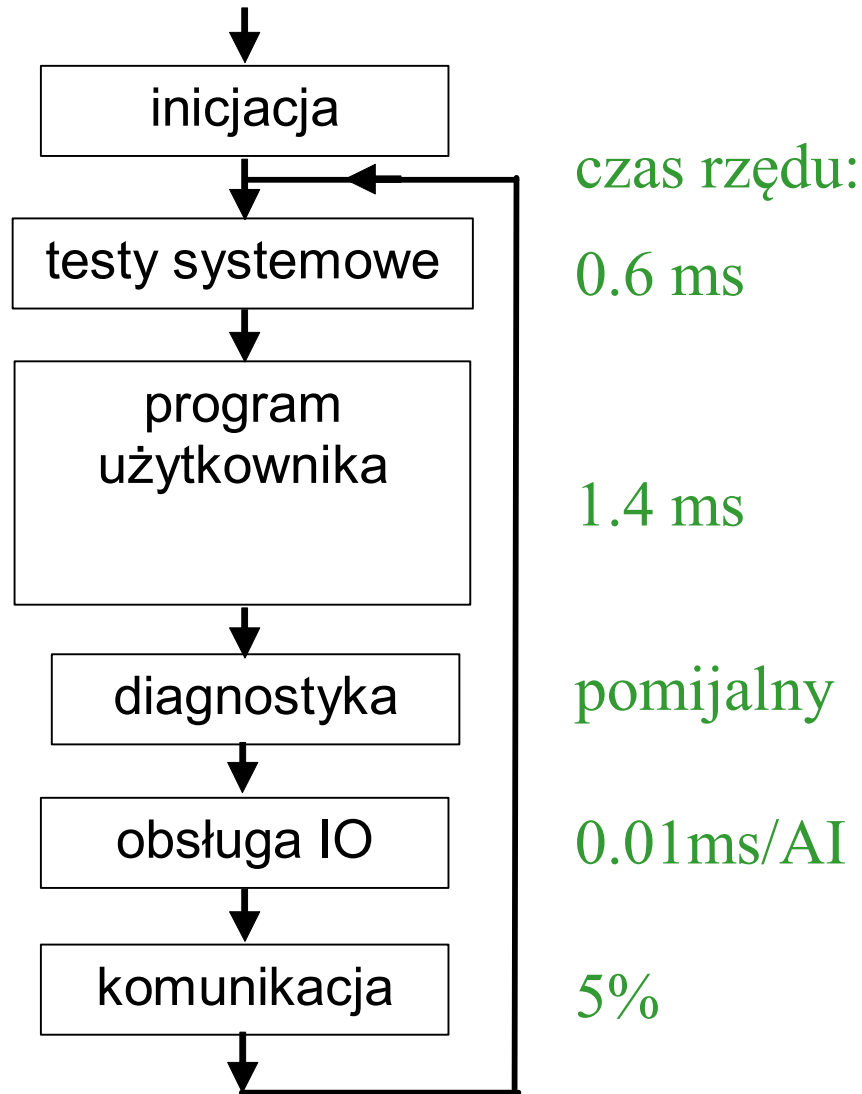 inicjacja
czas rzędu:
testy systemowe
0.6 ms
program
użytkownika
1.4 ms
diagnostyka
pomijalny
obsługa IO
0.01ms/AI
komunikacja
5%